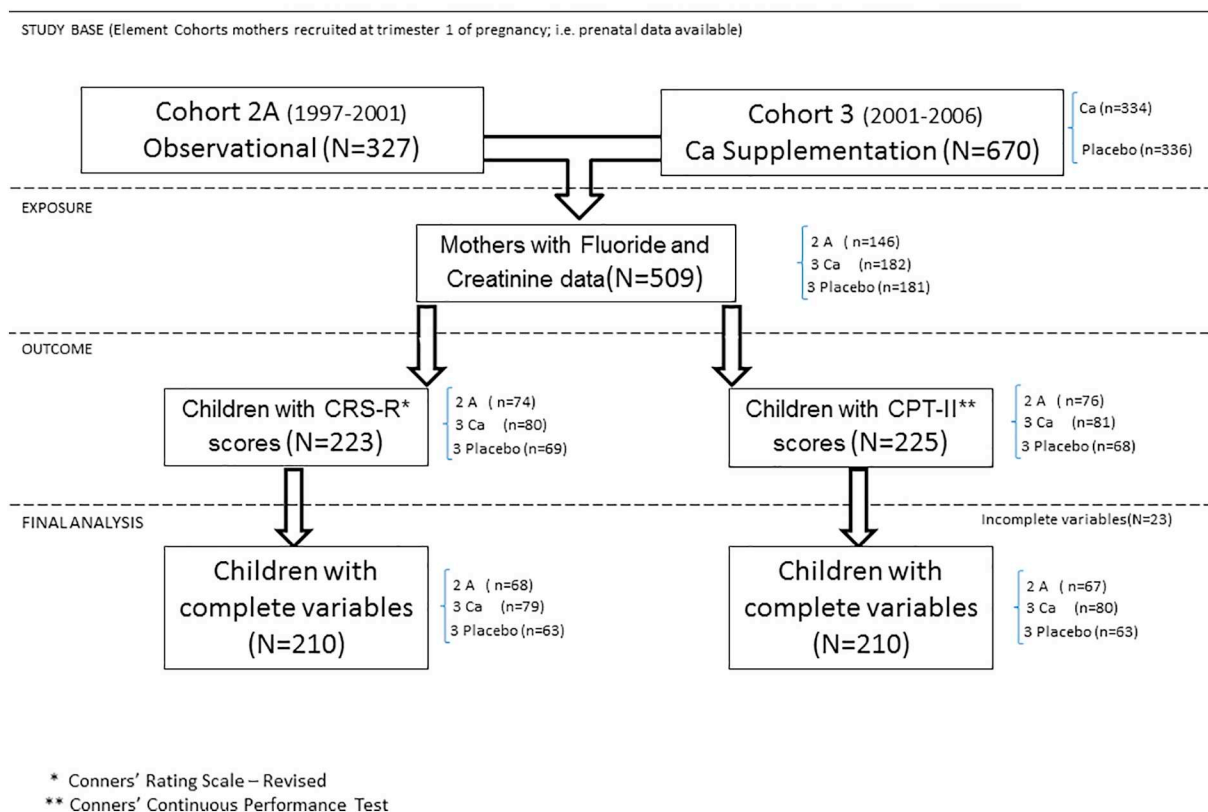 STUDY BASE (Element Cohorts mothers recruited at trimester 1 of pregnancy; i.e. prenatal data available)
Cohort 2A (1997-2001)
Observational (N=327)
Cohort 3 (2001-2006)
Ca Supplementation (N=670)
Ca (n=334)
Placebo (n=336)
EXPOSURE
Mothers with Fluoride and
Creatinine data(N=509)
2 A ( n=146)
3 Ca (n=182)
3 Placebo (n=181)
OUTCOME
Children with CRS-R*
scores (N=223)
2 A ( n=74)
3 Ca (n=80)
3 Placebo (n=69)
Children with CPT-II**
scores (N=225)
2 A ( n=76)
3 Ca (n=81)
3 Placebo (n=68)
FINAL ANALYSIS
Incomplete variables(N=23)
Children with
complete variables
(N=210)
2 A ( n=68)
3 Ca (n=79)
3 Placebo (n=63)
Children with
complete variables
(N=210)
2 A ( n=67)
3 Ca (n=80)
3 Placebo (n=63)
* Conners' Rating Scale – Revised
** Conners' Continuous Performance Test